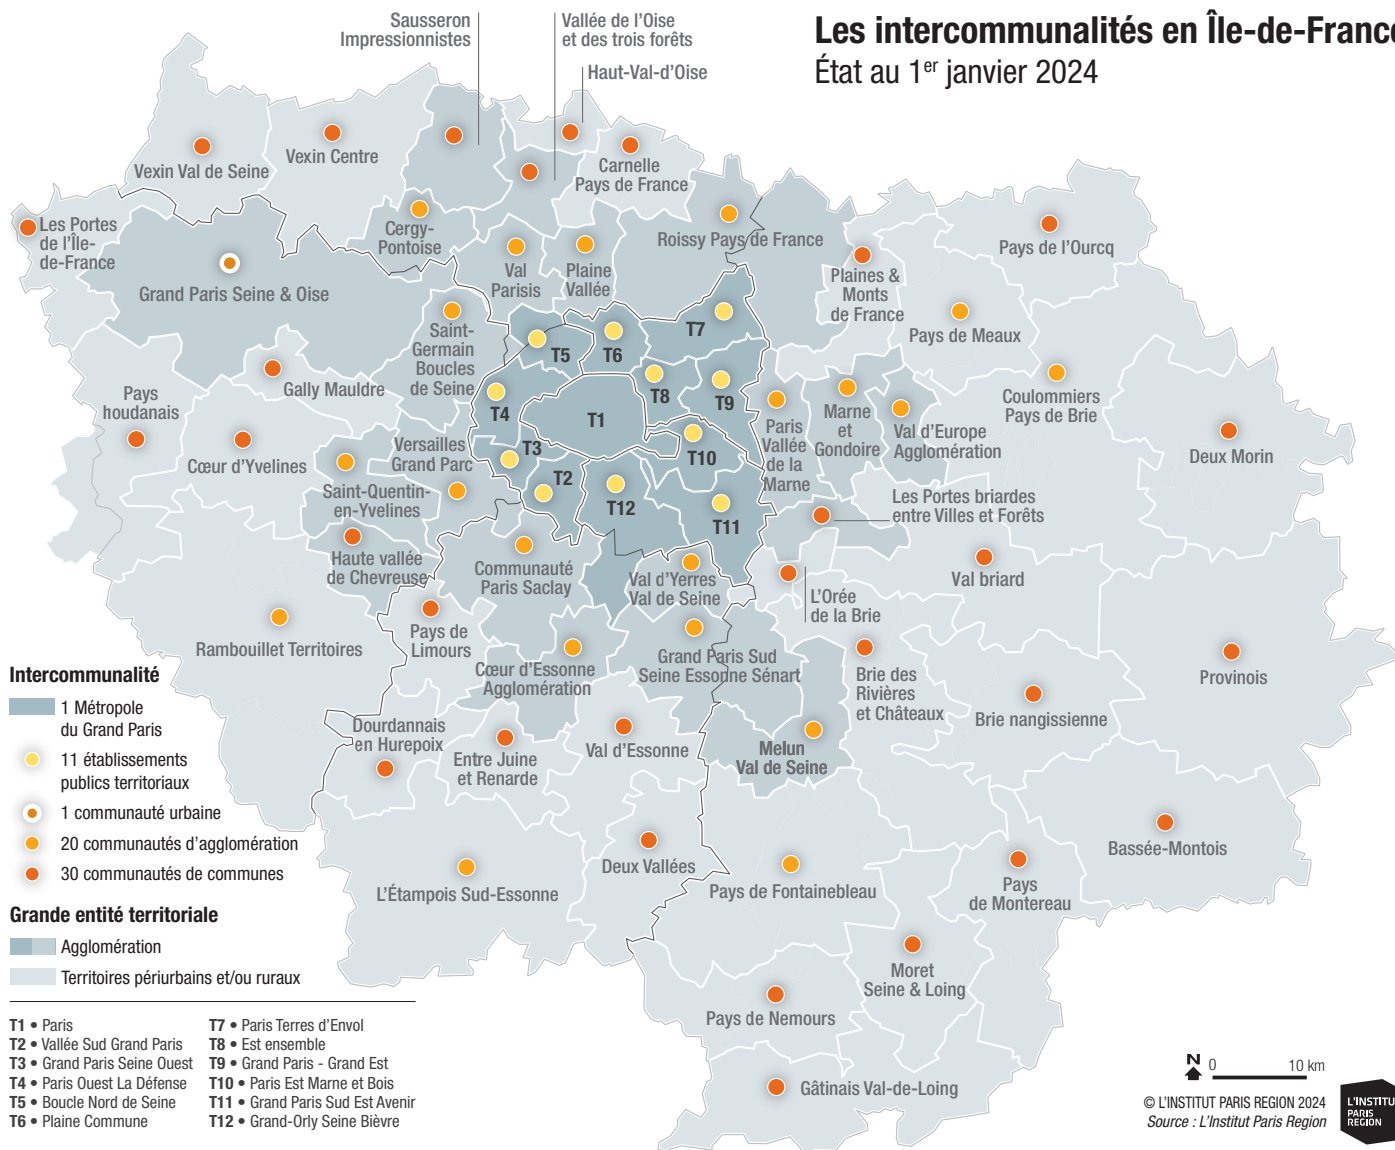 Les intercommunalités en Île-de-France
État au 1er janvier 2024
Sausseron
Impressionnistes
Vallée de l'Oise
et des trois forêts
Haut-Val-d'Oise
Vexin Val de Seine
Vexin Centre
Carnelle
Pays de France
Les Portes
de l'Île-
de-France
Cergy-
Pontoise
Roissy Pays de France
Pays de l'Ourcq
Val
Parisis
Plaine
Vallée
Plaines &
Monts
de France
Grand Paris Seine & Oise
Saint-
Germain
Boucles
de Seine
T7
T6
T5
Pays de Meaux
Gally Mauldre
Pays
houdanais
T4
T1
T8
T9
Paris
Vallée
de la
Marne
Marne
et
Gondoire
Val d'Europe
Agglomération
Coulommiers
Pays de Brie
Deux Morin
Cœur d'Yvelines
Versailles
Grand Parc
T3
T10
T2
Saint-Quentin-
en-Yvelines
T12
T11
Les Portes briardes
entre Villes et Forêts
Haute vallée
de Chevreuse
Communauté
Paris Saclay
Val d'Yerres
Val de Seine
Val briard
L'Orée
de la Brie
Pays de
Limours
Rambouillet Territoires
Cœur d'Essonne
Agglomération
Grand Paris Sud
Seine Essonne Sénart
Brie des
Rivières
et Châteaux
Provinois
Brie nangissienne
Dourdannais
en Hurepoix
Entre Juine
et Renarde
Val d'Essonne
Melun
Val de Seine
Bassée-Montois
Deux Vallées
L'Étampois Sud-Essonne
Pays de Fontainebleau
Pays
de Montereau
Moret
Seine & Loing
Pays de Nemours
Gâtinais Val-de-Loing
Intercommunalité
1 Métropole
du Grand Paris
11 établissements
publics territoriaux
1 communauté urbaine
20 communautés d'agglomération
30 communautés de communes
Grande entité territoriale
Agglomération
Territoires périurbains et/ou ruraux
T1 • Paris
T2 • Vallée Sud Grand Paris
T3 • Grand Paris Seine Ouest
T4 • Paris Ouest La Défense
T5 • Boucle Nord de Seine
T6 • Plaine Commune
T7 • Paris Terres d'Envol
T8 • Est ensemble
T9 • Grand Paris - Grand Est
T10 • Paris Est Marne et Bois
T11 • Grand Paris Sud Est Avenir
T12 • Grand-Orly Seine Bièvre
N
0 10 km
© L'INSTITUT PARIS REGION 2024
Source : L'Institut Paris Region
L'INSTITUT
PARIS
REGION